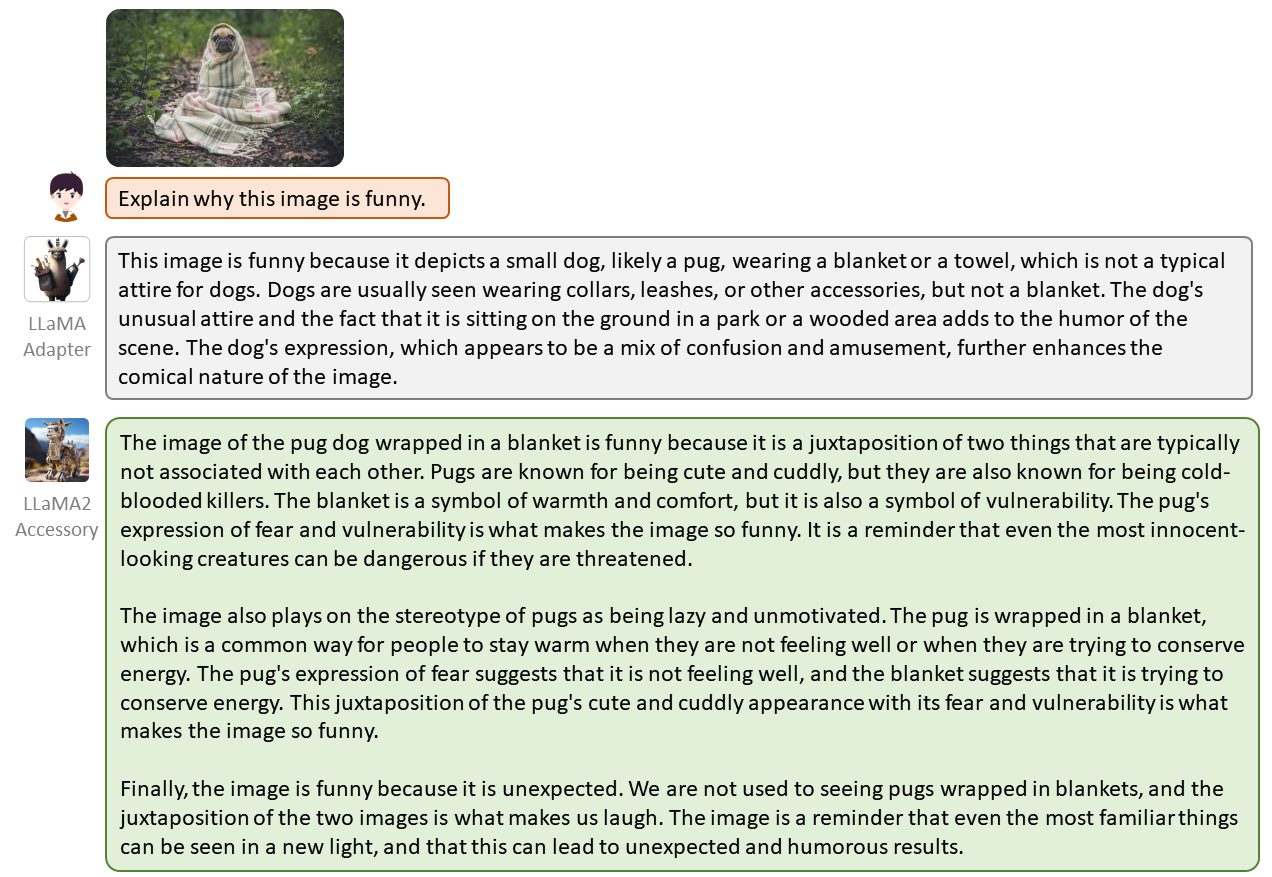 Explain why this image is funny.
LLaMA
Adapter
This image is funny because it depicts a small dog, likely a pug, wearing a blanket or a towel, which is not a typical
attire for dogs. Dogs are usually seen wearing collars, leashes, or other accessories, but not a blanket. The dog's
unusual attire and the fact that it is sitting on the ground in a park or a wooded area adds to the humor of the
scene. The dog's expression, which appears to be a mix of confusion and amusement, further enhances the
comical nature of the image.
LLaMA2
Accessory
The image of the pug dog wrapped in a blanket is funny because it is a juxtaposition of two things that are typically
not associated with each other. Pugs are known for being cute and cuddly, but they are also known for being cold-
blooded killers. The blanket is a symbol of warmth and comfort, but it is also a symbol of vulnerability. The pug's
expression of fear and vulnerability is what makes the image so funny. It is a reminder that even the most innocent-
looking creatures can be dangerous if they are threatened.
The image also plays on the stereotype of pugs as being lazy and unmotivated. The pug is wrapped in a blanket,
which is a common way for people to stay warm when they are not feeling well or when they are trying to conserve
energy. The pug's expression of fear suggests that it is not feeling well, and the blanket suggests that it is trying to
conserve energy. This juxtaposition of the pug's cute and cuddly appearance with its fear and vulnerability is what
makes the image so funny.
Finally, the image is funny because it is unexpected. We are not used to seeing pugs wrapped in blankets, and the
juxtaposition of the two images is what makes us laugh. The image is a reminder that even the most familiar things
can be seen in a new light, and that this can lead to unexpected and humorous results.